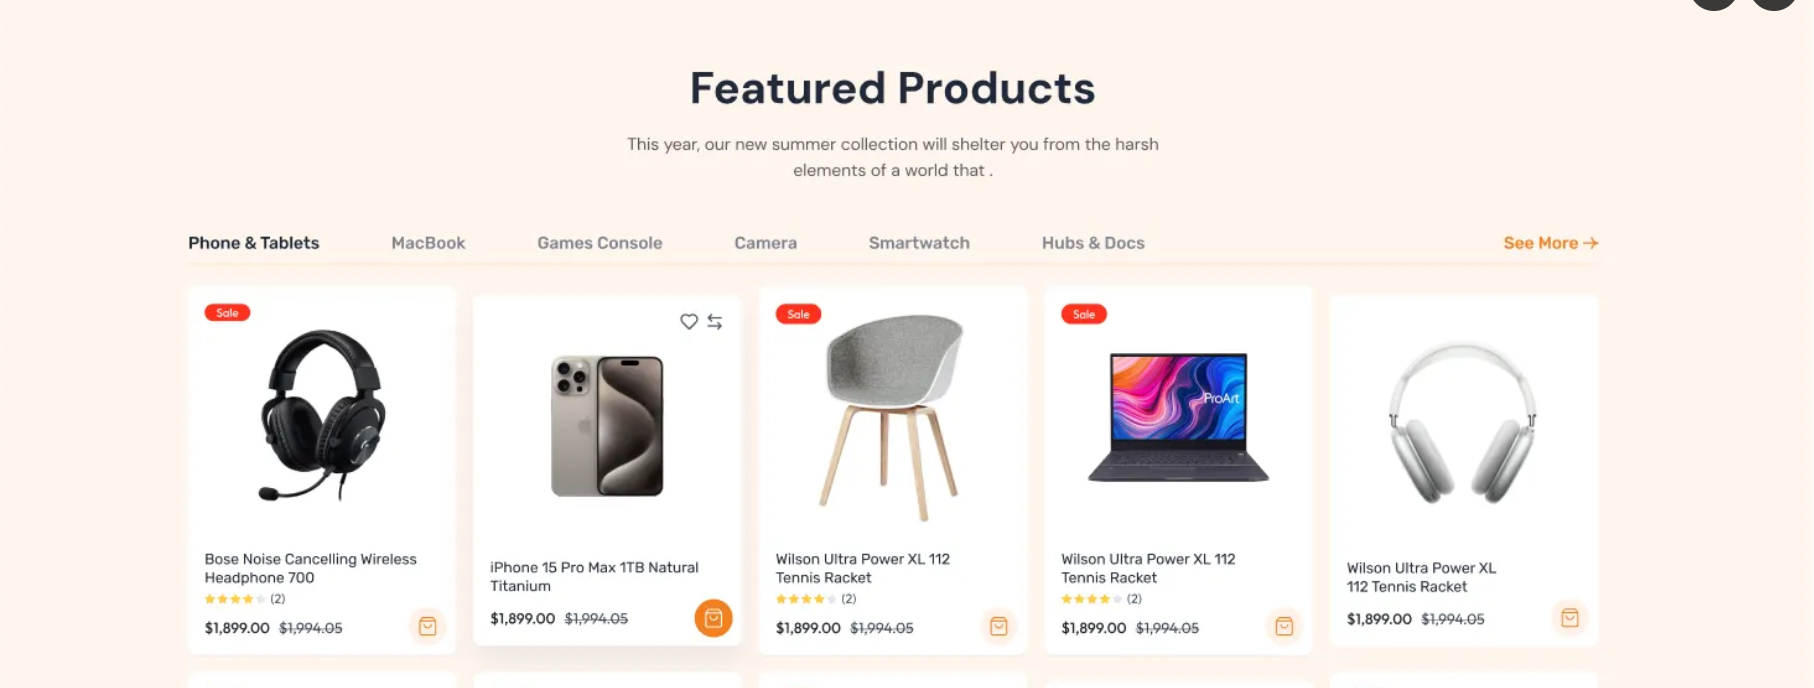 Featured Products
This year, our new summer collection will shelter you from the harsh
elements of a world that .
Phone & Tablets
MacBook
Games Console
Camera
Smartwatch
Hubs & Docs
See More →
Sale
Bose Noise Cancelling Wireless
Headphone 700
(2)
$1,899.00 $1,994.05
iPhone 15 Pro Max 1TB Natural
Titanium
$1,899.00 $1,994.05
Sale
Wilson Ultra Power XL 112
Tennis Racket
(2)
$1,899.00 $1,994.05
Sale
ProArt
Wilson Ultra Power XL 112
Tennis Racket
(2)
$1,899.00 $1,994.05
Wilson Ultra Power XL
112 Tennis Racket
$1,899.00 $1,994.05